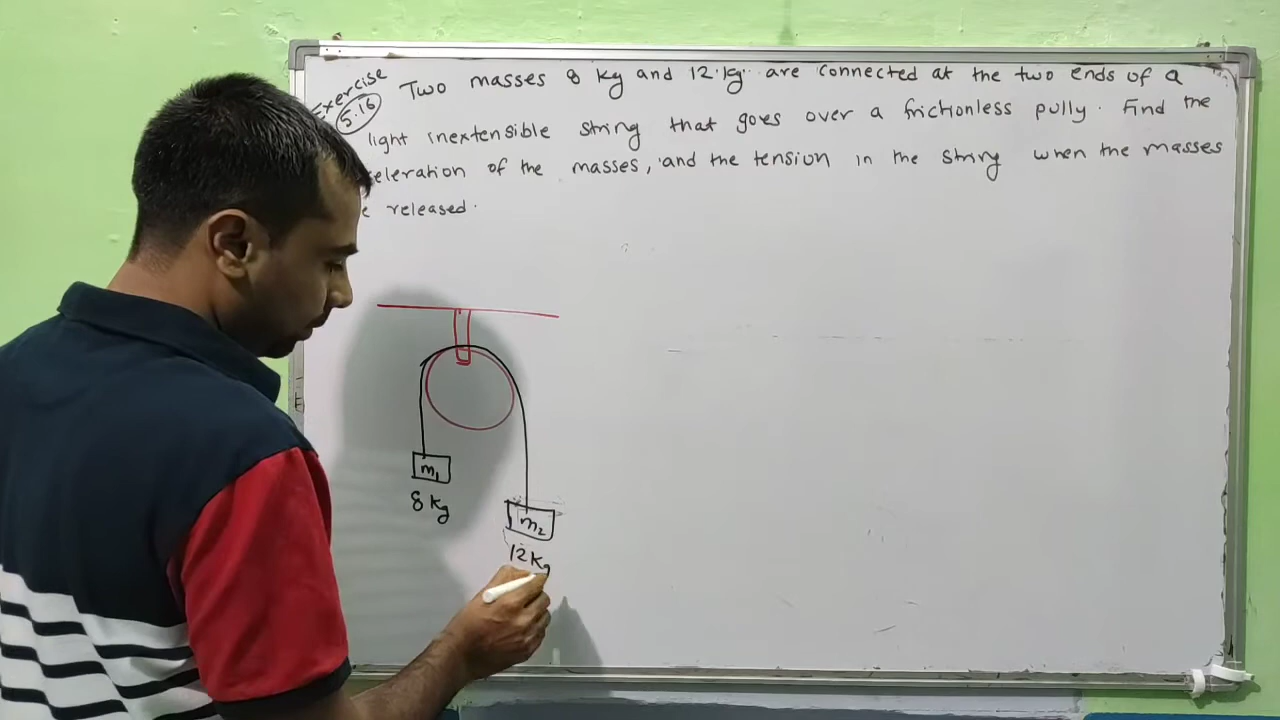 Exercise
5.16
Two masses 8 kg and 12 kg are connected at the two ends of a
light inextensible string that goes over a frictionless pully. Find the
eleration of the masses, and the tension in the string when the masses
e released.
m1
8 kg
m2
12 kg